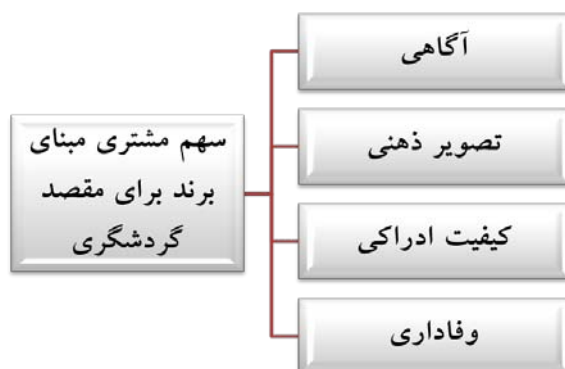 سهم مشتری مبنای
برند برای مقصد
گردشگری
آگاهی
تصویر ذهنی
کیفیت ادراکی
وفاداری